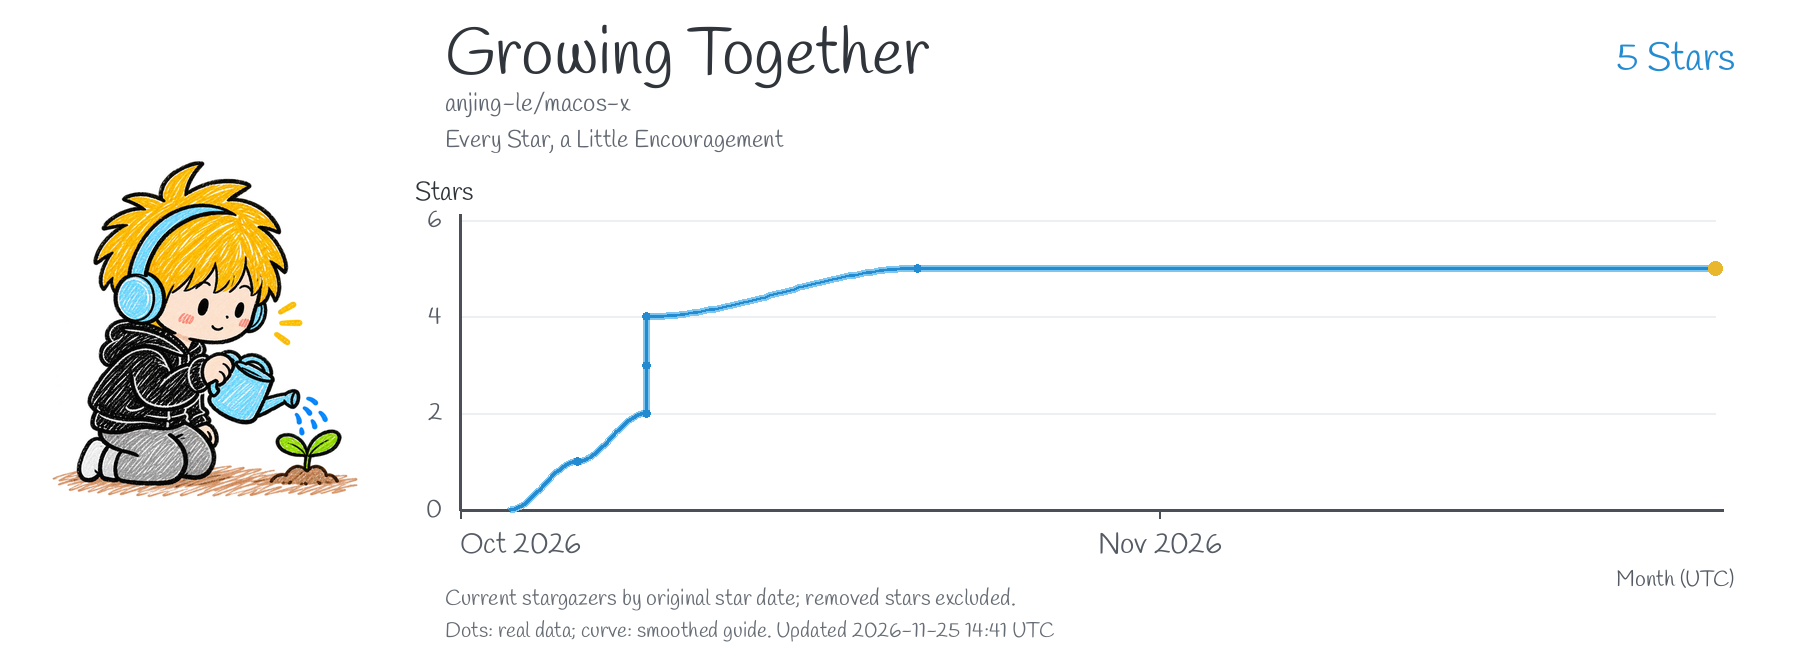 Growing Together
5 Stars
anjing-le/macos-x
Every Star, a Little Encouragement
Stars
6
4
2
0
Oct 2026
Nov 2026
Month (UTC)
Current stargazers by original star date; removed stars excluded.
Dots: real data; curve: smoothed guide. Updated 2026-11-25 14:41 UTC